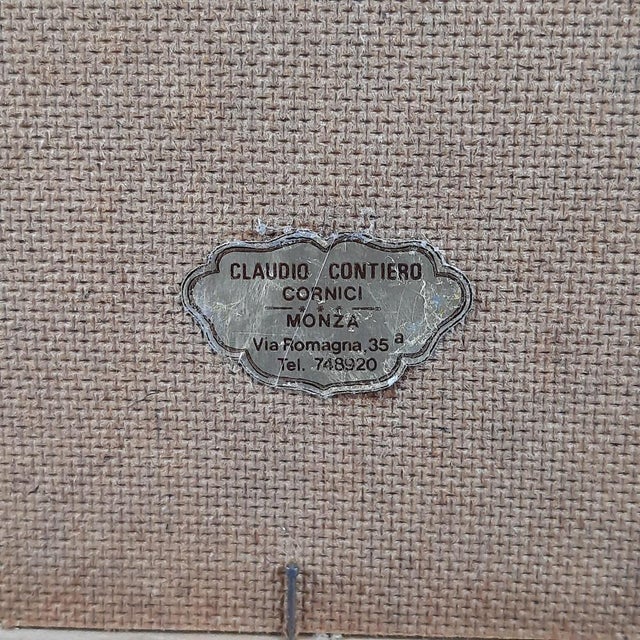 CLAUDIO CONTIERO
CORNICI
MONZA
Via Romagna, 35 a
Tel. 748920